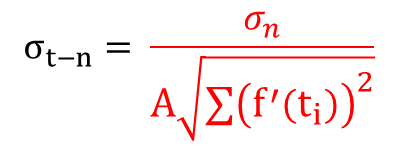 σₜ₋ₙ = σₙ / A√∑(f′(tᵢ))²